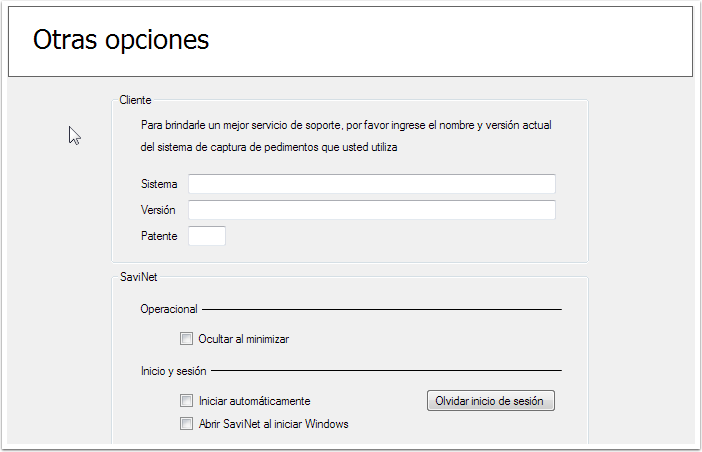 Otras opciones
Cliente
Para brindarle un mejor servicio de soporte, por favor ingrese el nombre y versión actual
del sistema de captura de pedimentos que usted utiliza
Sistema
Versión
Patente
SaviNet
Operacional
Ocultar al minimizar
Inicio y sesión
Iniciar automáticamente
Olvidar inicio de sesión
Abrir SaviNet al iniciar Windows